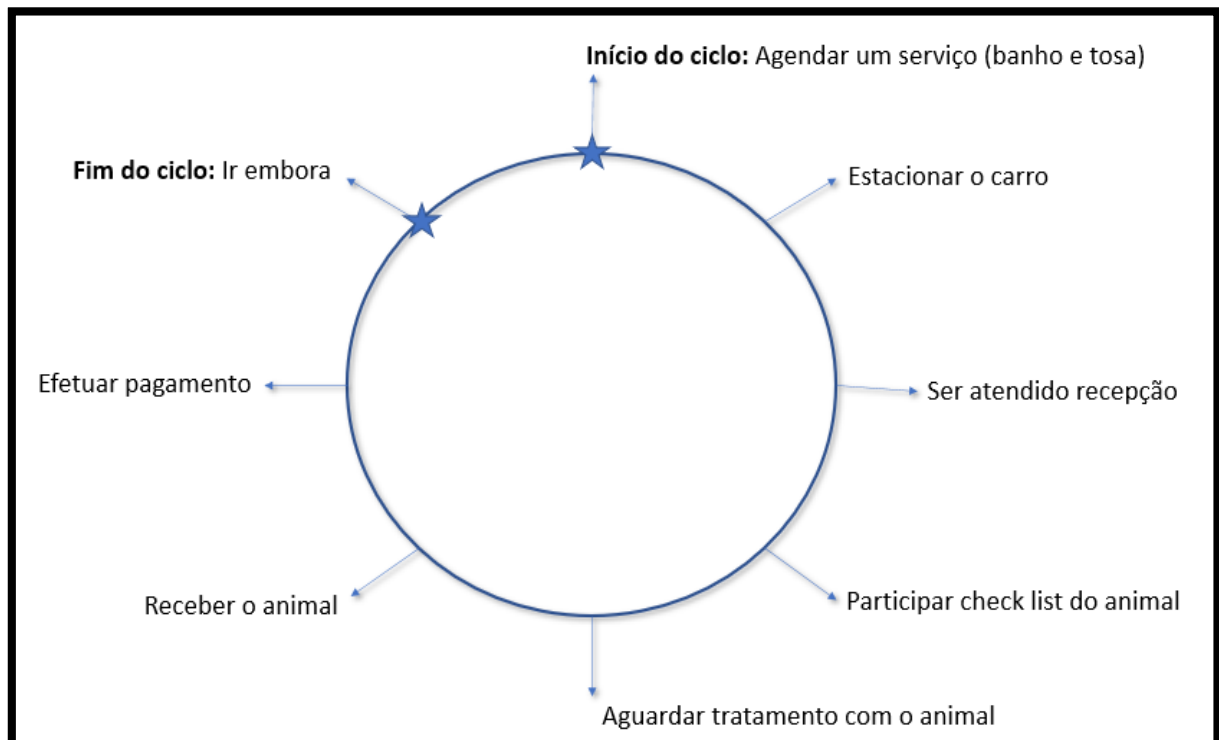 Início do ciclo: Agendar um serviço (banho e tosa)
Estacionar o carro
Ser atendido recepção
Participar check list do animal
Aguardar tratamento com o animal
Receber o animal
Efetuar pagamento
Fim do ciclo: Ir embora